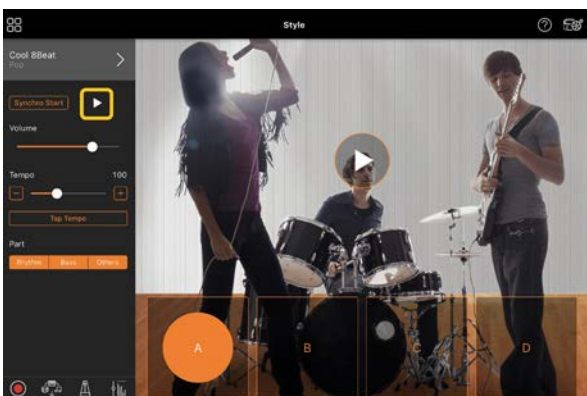 Style
?
Cool 8Beat
Pop
Synchro Start
Volume
Tempo 100
Tap Tempo
Part
Rhythm Bass Others
A B C D